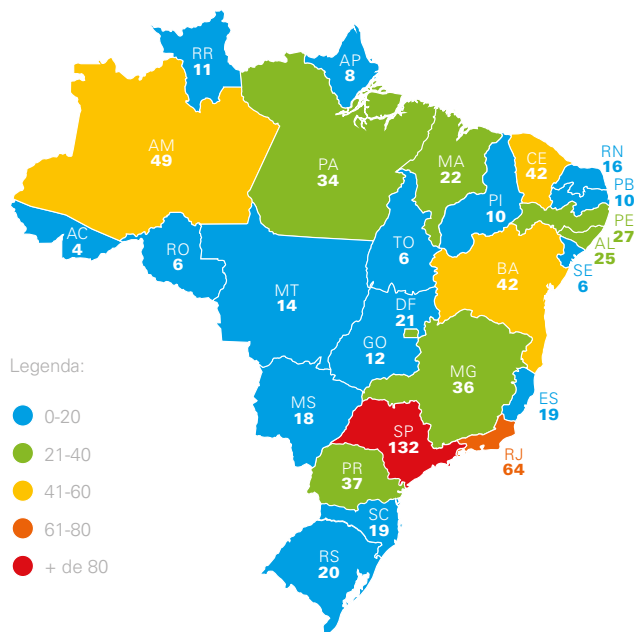 RR
11
AP
8
AM
49
PA
34
MA
22
CE
42
RN
16
PB
10
PE
27
AL
25
SE
6
PI
10
AC
4
RO
6
TO
6
BA
42
MT
14
DF
21
GO
12
MG
36
ES
19
MS
18
SP
132
RJ
64
PR
37
SC
19
RS
20
Legenda:
0-20
21-40
41-60
61-80
+ de 80